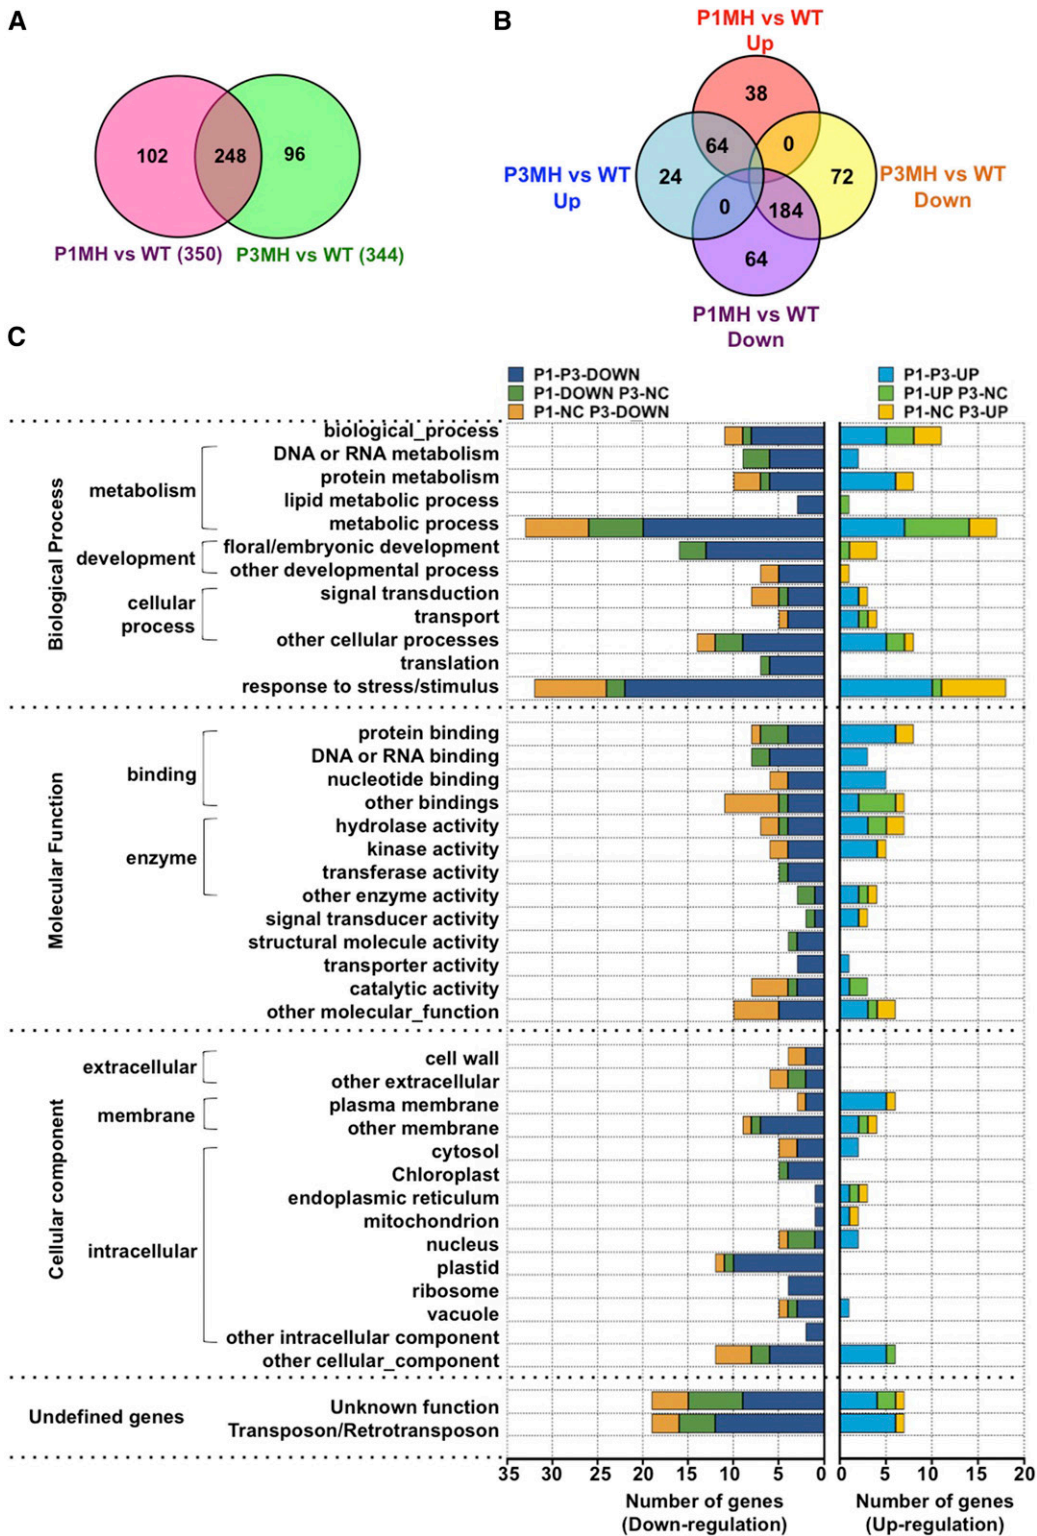 A
102
248
96
P1MH vs WT (350)
P3MH vs WT (344)
B
P1MH vs WT
Up
38
64
0
P3MH vs WT
Up
24
72
P3MH vs WT
Down
0
184
64
P1MH vs WT
Down
C
P1-P3-DOWN
P1-DOWN P3-NC
P1-NC P3-DOWN
P1-P3-UP
P1-UP P3-NC
P1-NC P3-UP
Biological Process
metabolism
development
cellular
process
biological_process
DNA or RNA metabolism
protein metabolism
lipid metabolic process
metabolic process
floral/embryonic development
other developmental process
signal transduction
transport
other cellular processes
translation
response to stress/stimulus
Molecular Function
binding
enzyme
protein binding
DNA or RNA binding
nucleotide binding
other bindings
hydrolase activity
kinase activity
transferase activity
other enzyme activity
signal transducer activity
structural molecule activity
transporter activity
catalytic activity
other molecular_function
Cellular component
extracellular
membrane
intracellular
cell wall
other extracellular
plasma membrane
other membrane
cytosol
Chloroplast
endoplasmic reticulum
mitochondrion
nucleus
plastid
ribosome
vacuole
other intracellular component
other cellular_component
Undefined genes
Unknown function
Transposon/Retrotransposon
35 30 25 20 15 10 5 0
0 5 10 15 20
Number of genes
(Down-regulation)
Number of genes
(Up-regulation)